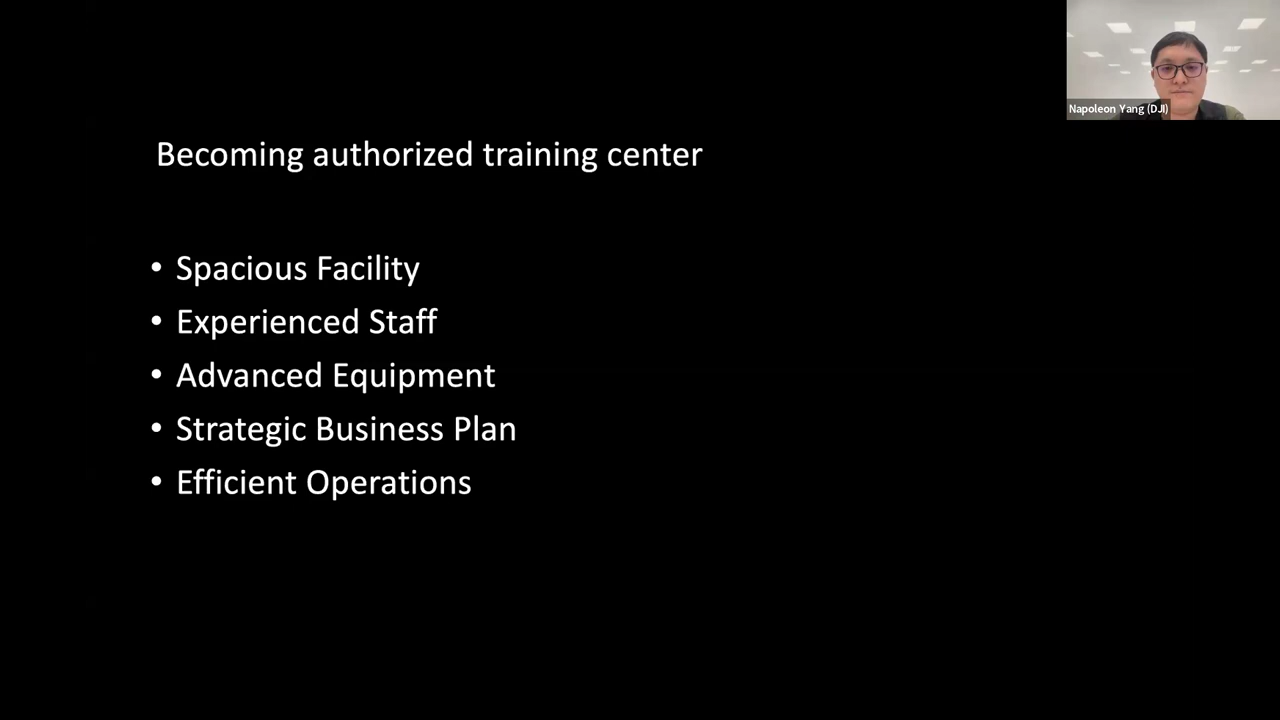 Napoleon Yang (DJI)
Becoming authorized training center
• Spacious Facility
• Experienced Staff
• Advanced Equipment
• Strategic Business Plan
• Efficient Operations